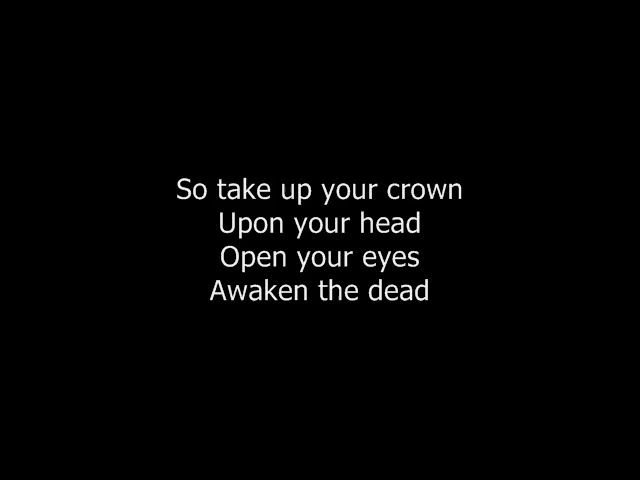 So take up your crown
Upon your head
Open your eyes
Awaken the dead